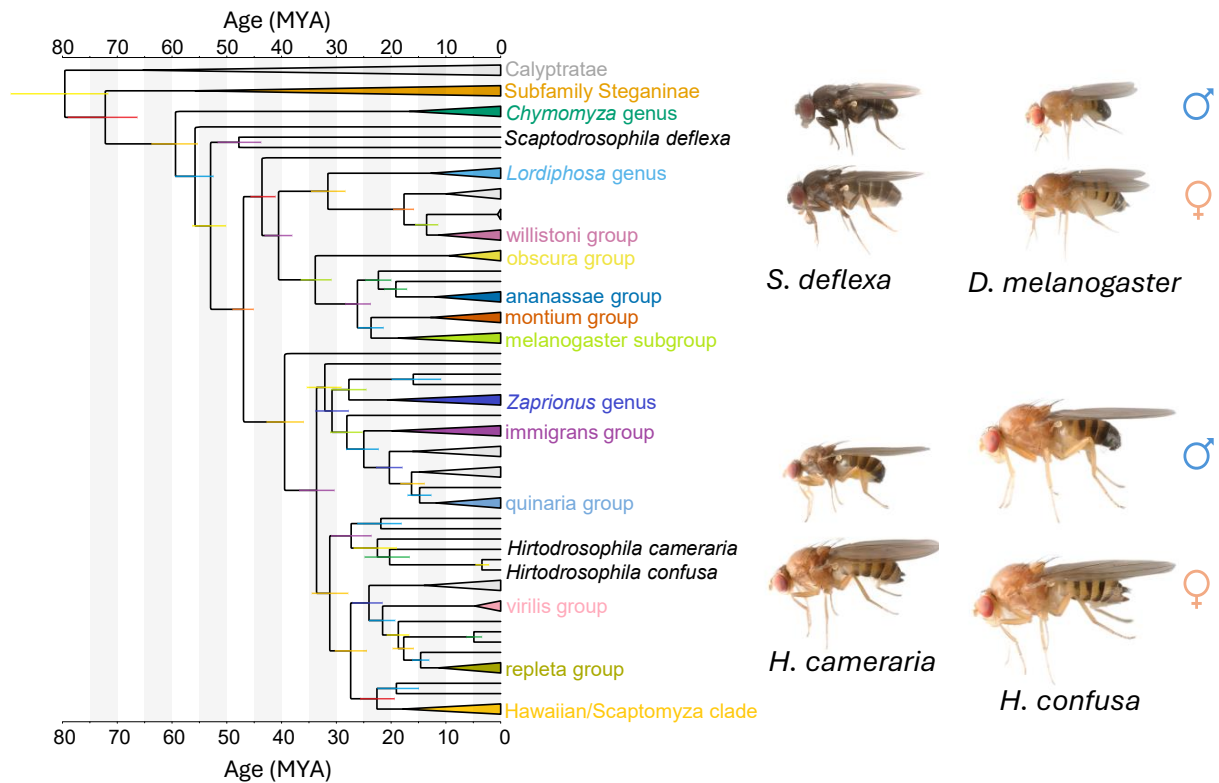 Age (MYA)
80 70 60 50 40 30 20 10 0
Calyptratae
Subfamily Steganinae
Chymomyza genus
Scaptodrosophila deflexa
Lordiphosa genus
willistoni group
obscura group
ananassae group
montium group
melanogaster subgroup
Zaprionus genus
immigrans group
quinaria group
Hirtodrosophila cameraria
Hirtodrosophila confusa
virilis group
repleta group
Hawaiian/Scaptomyza clade
80 70 60 50 40 30 20 10 0
Age (MYA)
♂
♀
S. deflexa
D. melanogaster
♂
♀
H. cameraria
H. confusa